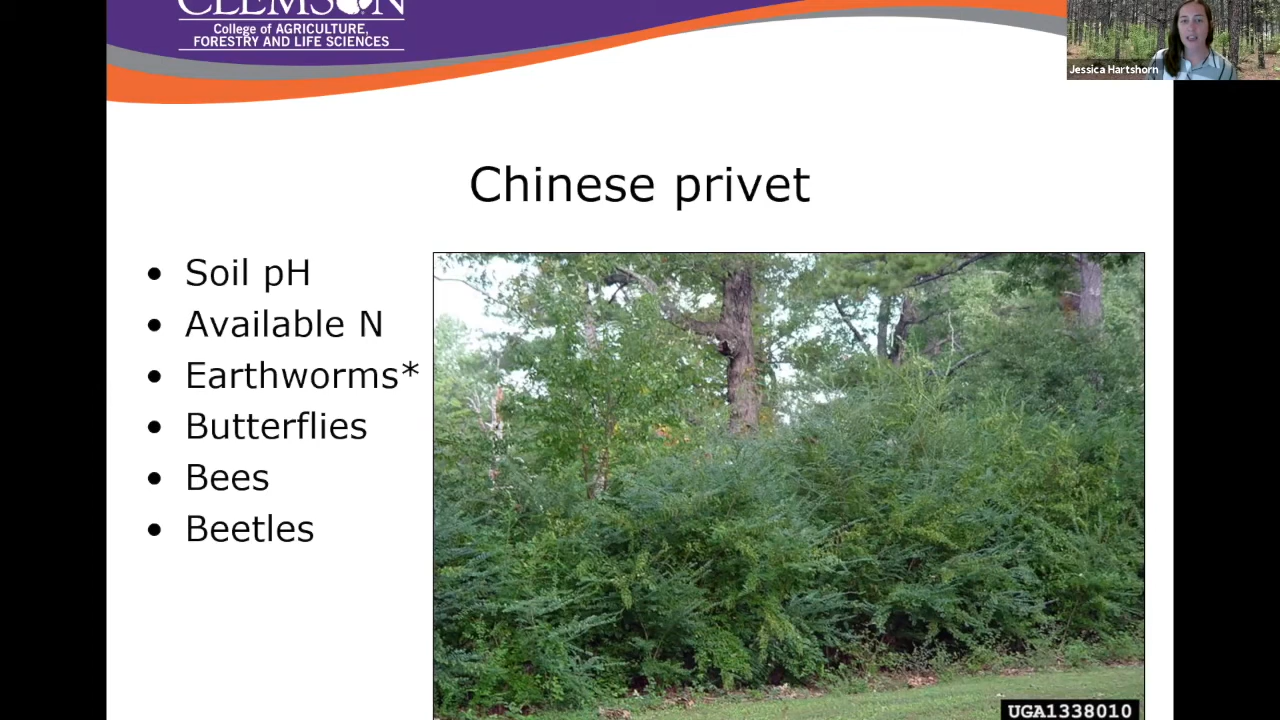 CLEMSON
College of AGRICULTURE,
FORESTRY AND LIFE SCIENCES
Jessica Hartshorn
Chinese privet
• Soil pH
• Available N
• Earthworms*
• Butterflies
• Bees
• Beetles
UGA1338010